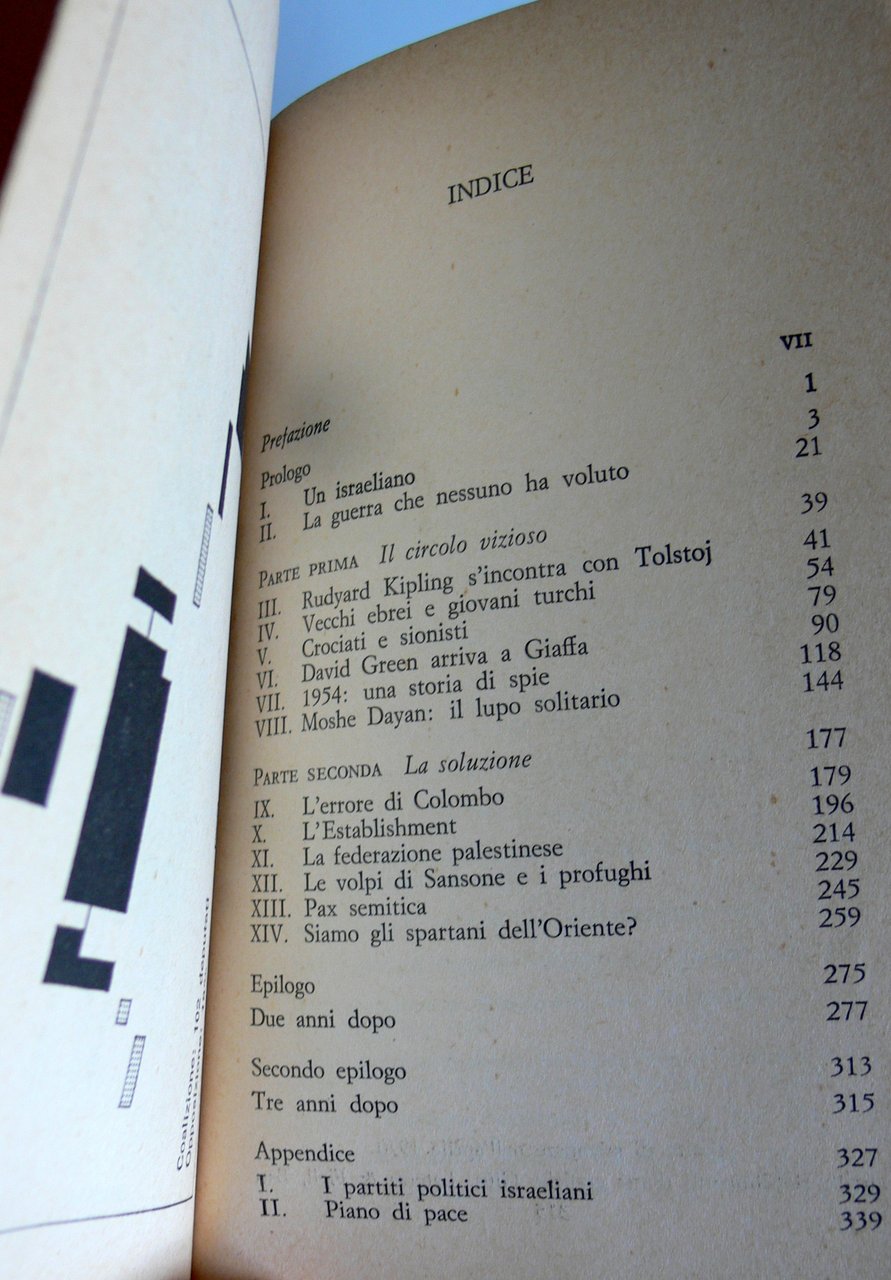 INDICE
Prefazione VII
Prologo 1
I. Un israeliano 3
II. La guerra che nessuno ha voluto 21
PARTE PRIMA Il circolo vizioso 39
III. Rudyard Kipling s'incontra con Tolstoj 41
IV. Vecchi ebrei e giovani turchi 54
V. Crociati e sionisti 79
VI. David Green arriva a Giaffa 90
VII. 1954: una storia di spie 118
VIII. Moshe Dayan: il lupo solitario 144
PARTE SECONDA La soluzione 177
IX. L'errore di Colombo 179
X. L'Establishment 196
XI. La federazione palestinese 214
XII. Le volpi di Sansone e i profughi 229
XIII. Pax semitica 245
XIV. Siamo gli spartani dell'Oriente? 259
Epilogo 275
Due anni dopo 277
Secondo epilogo 313
Tre anni dopo 315
Appendice 327
I. I partiti politici israeliani 329
II. Piano di pace 339
Coalizione: 102 deputati
Opposizione: